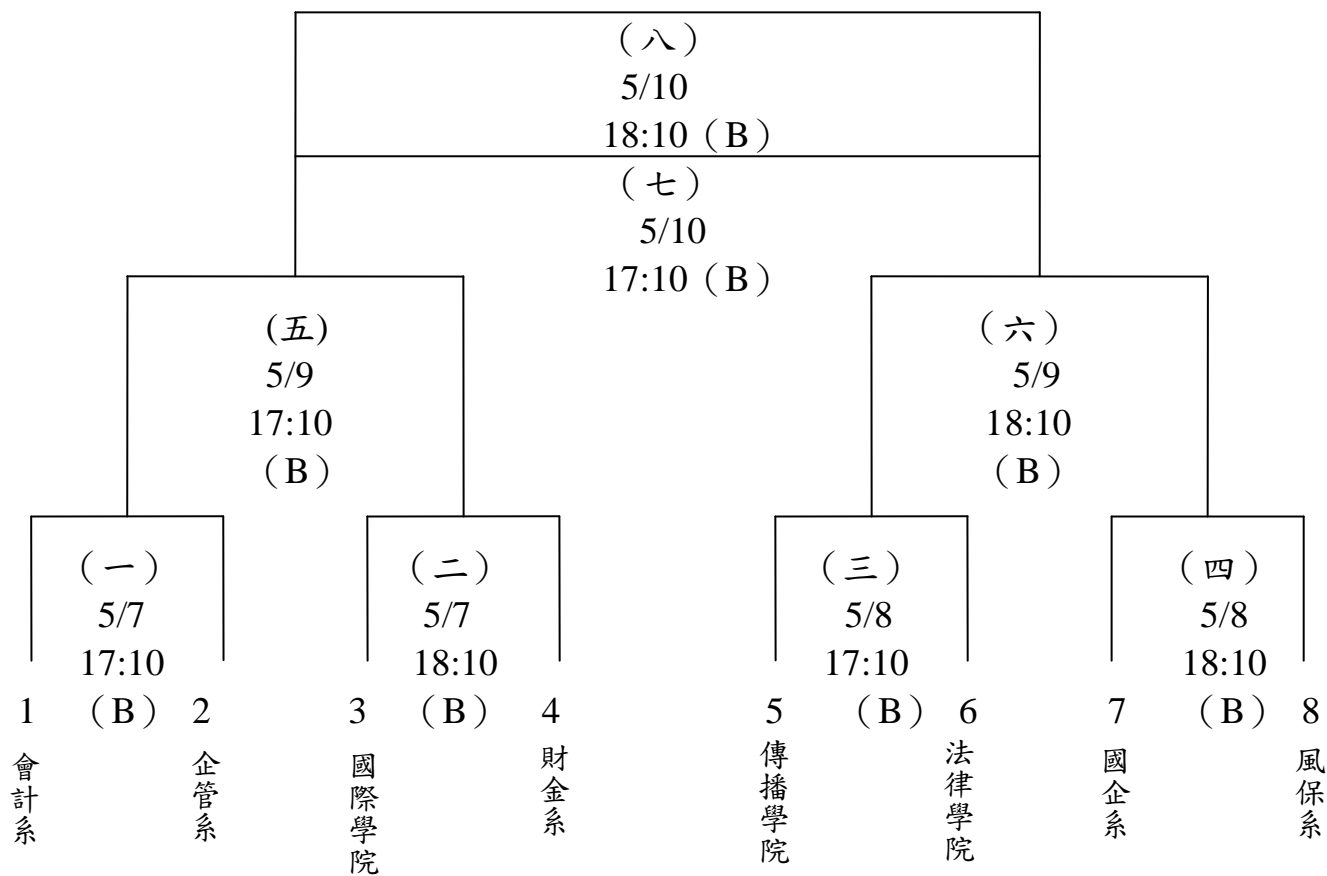 （八）
5/10
18:10（B）
（七）
5/10
17:10（B）
(五)
5/9
17:10
（B）
（六）
5/9
18:10
（B）
（一）
5/7
17:10
（B）
（二）
5/7
18:10
（B）
（三）
5/8
17:10
（B）
（四）
5/8
18:10
（B）
1
會計系
2
企管系
3
國際學院
4
財金系
5
傳播學院
6
法律學院
7
國企系
8
風保系